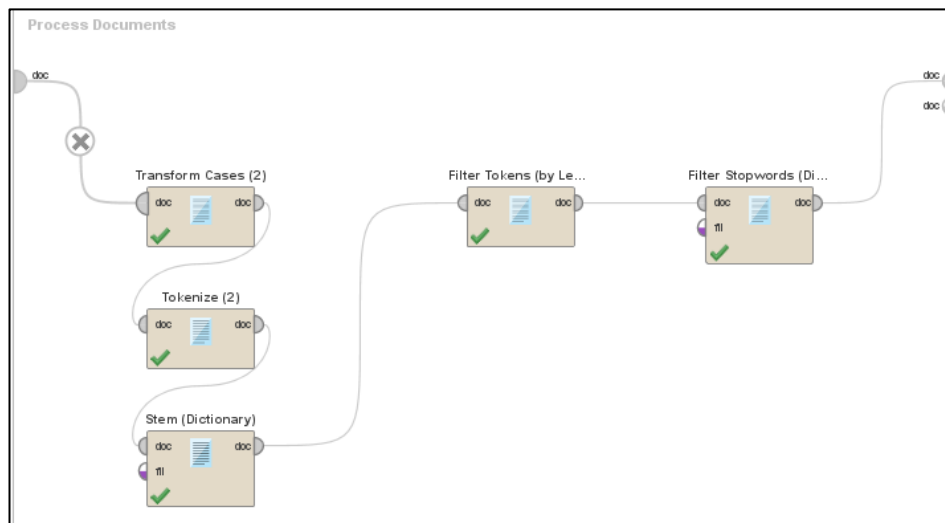 Process Documents
doc
doc
doc
Transform Cases (2)
doc doc
Filter Tokens (by Le...
doc doc
Filter Stopwords (Di...
doc doc
fil
Tokenize (2)
doc doc
Stem (Dictionary)
doc doc
fil